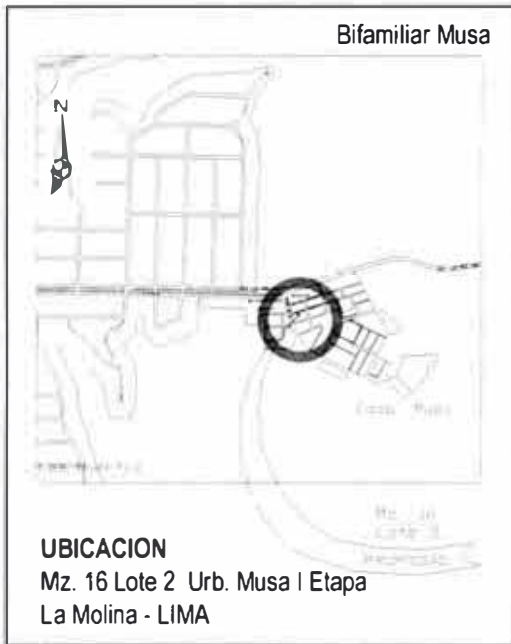 Bifamiliar Musa
N
UBICACION
Mz. 16 Lote 2 Urb. Musa I Etapa
La Molina - LIMA